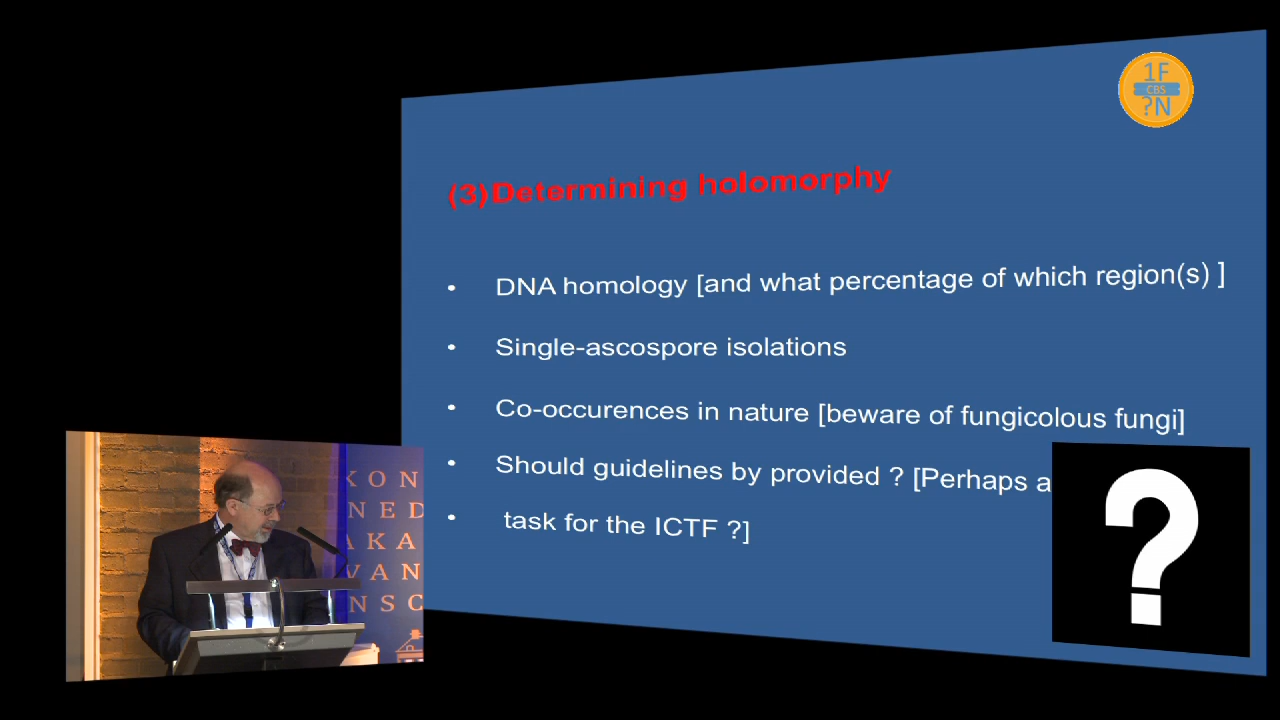 1F
CBS
?N
(3)Determining holomorphy
• DNA homology [and what percentage of which region(s) ]
• Single-ascospore isolations
• Co-occurences in nature [beware of fungicolous fungi]
• Should guidelines by provided ? [Perhaps a
• task for the ICTF ?]
?
KON
NED
AKA
VAN
NSC